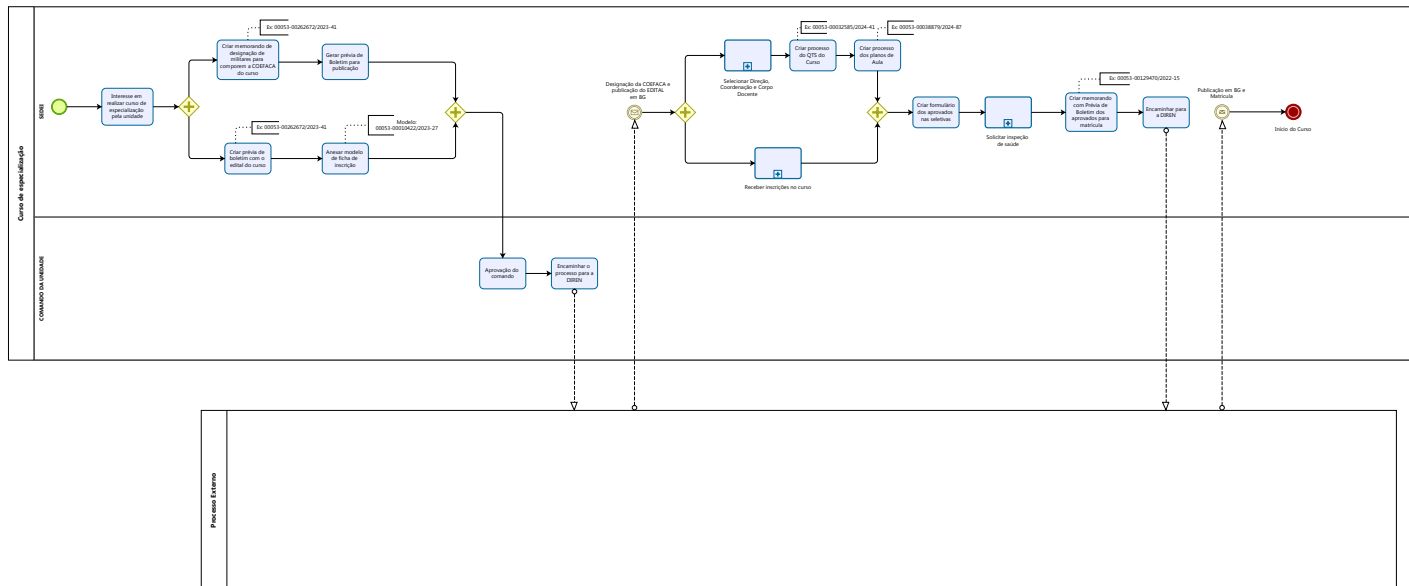 Curso de especialização
SEENI
Interesse em
realizar curso de
especialização
pela unidade
Ex: 00053-00262672/2023-41
Criar memorando de
designação de
militares para
comporem a COEFACA
do curso
Gerar prévia de
Boletim para
publicação
Ex: 00053-00262672/2023-41
Criar prévia de
boletim com o
edital do curso
Modelo:
00053-00010422/2023-27
Anexar modelo
de ficha de
inscrição
Designação da COEFACA e
publicação do EDITAL
em BG
Selecionar Direção,
Coordenação e Corpo
Docente
Ex: 00053-00032585/2024-41
Criar processo
do QTS do
Curso
Ex: 00053-00038879/2024-87
Criar processo
dos planos de
Aula
Receber inscrições no curso
Criar formulário
dos aprovados
nas seletivas
Solicitar inspeção
de saúde
Ex: 00053-00129470/2022-15
Criar memorando
com Prévia de
Boletim dos
aprovados para
matrícula
Encaminhar para
a DIREN
Publicação em BG e
Matrícula
Início do Curso
COMANDO DA UNIDADE
Aprovação do
comando
Encaminhar o
processo para a
DIREN
Processo Externo